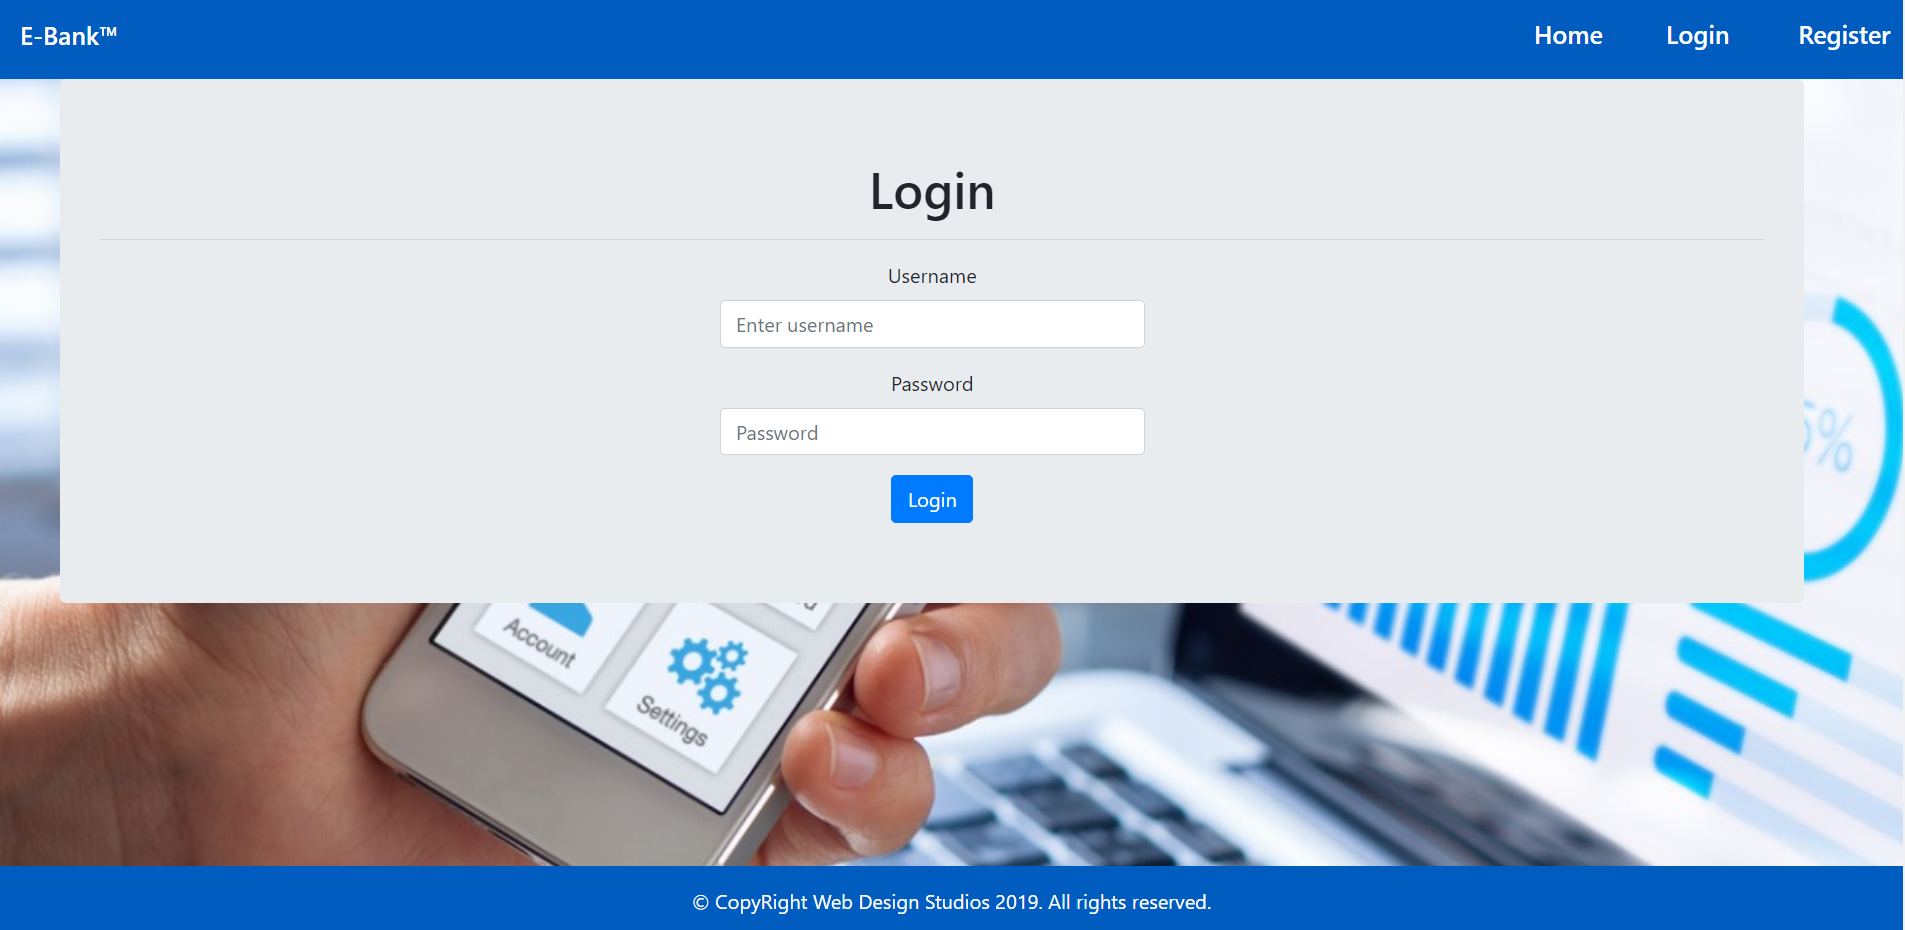 E-Bank™
Home Login Register
Login
Username
Enter username
Password
Password
Login
Account
Settings
© CopyRight Web Design Studios 2019. All rights reserved.